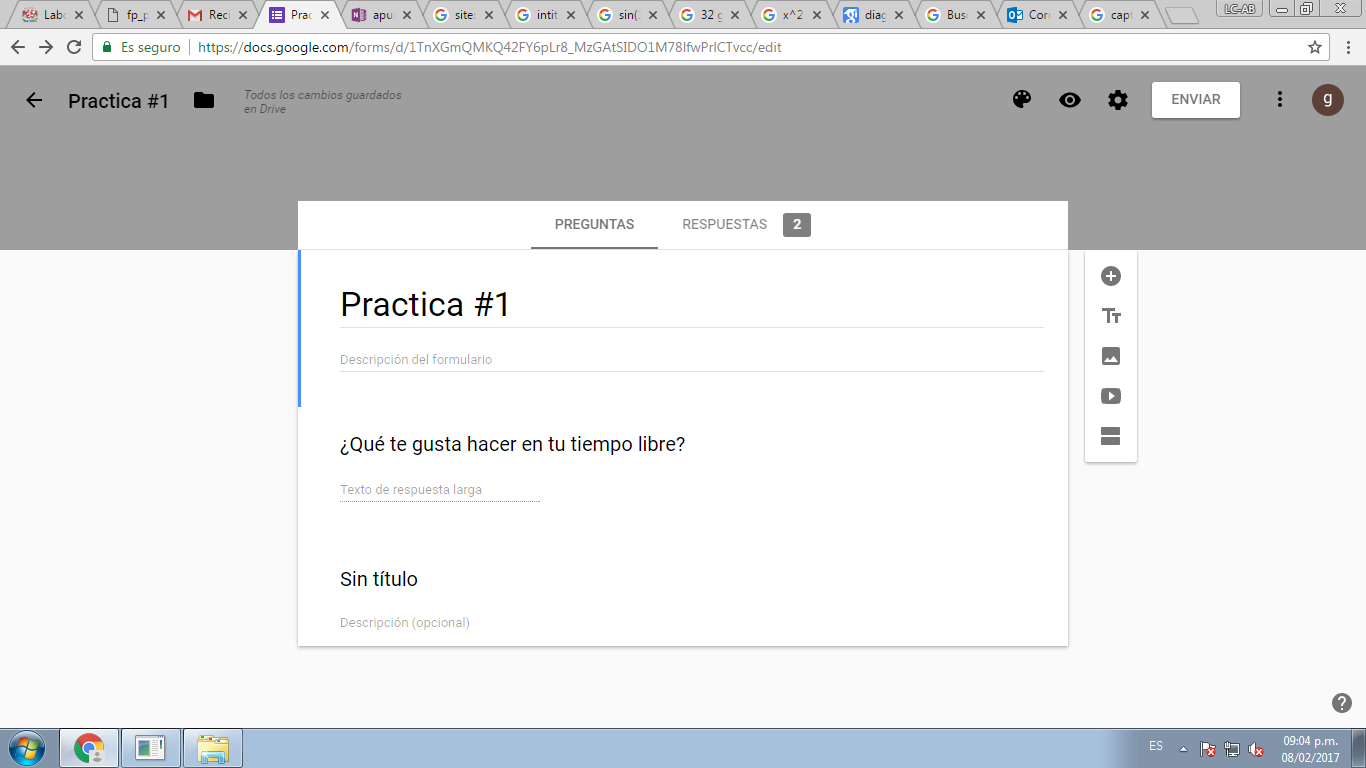 Labo
fp_p
Reci
Prac
apu
site:
intit
sin(
32 g
x^2
diag
Bus
Corr
capt
LC-AB
Es seguro
https://docs.google.com/forms/d/1TnXGmQMKQ42FY6pLr8_MzGAtSIDO1M78IfwPrlCTvcc/edit
Practica #1
Todos los cambios guardados
en Drive
ENVIAR
g
PREGUNTAS
RESPUESTAS
2
Practica #1
Descripción del formulario
¿Qué te gusta hacer en tu tiempo libre?
Texto de respuesta larga
Sin título
Descripción (opcional)
ES
09:04 p.m.
08/02/2017